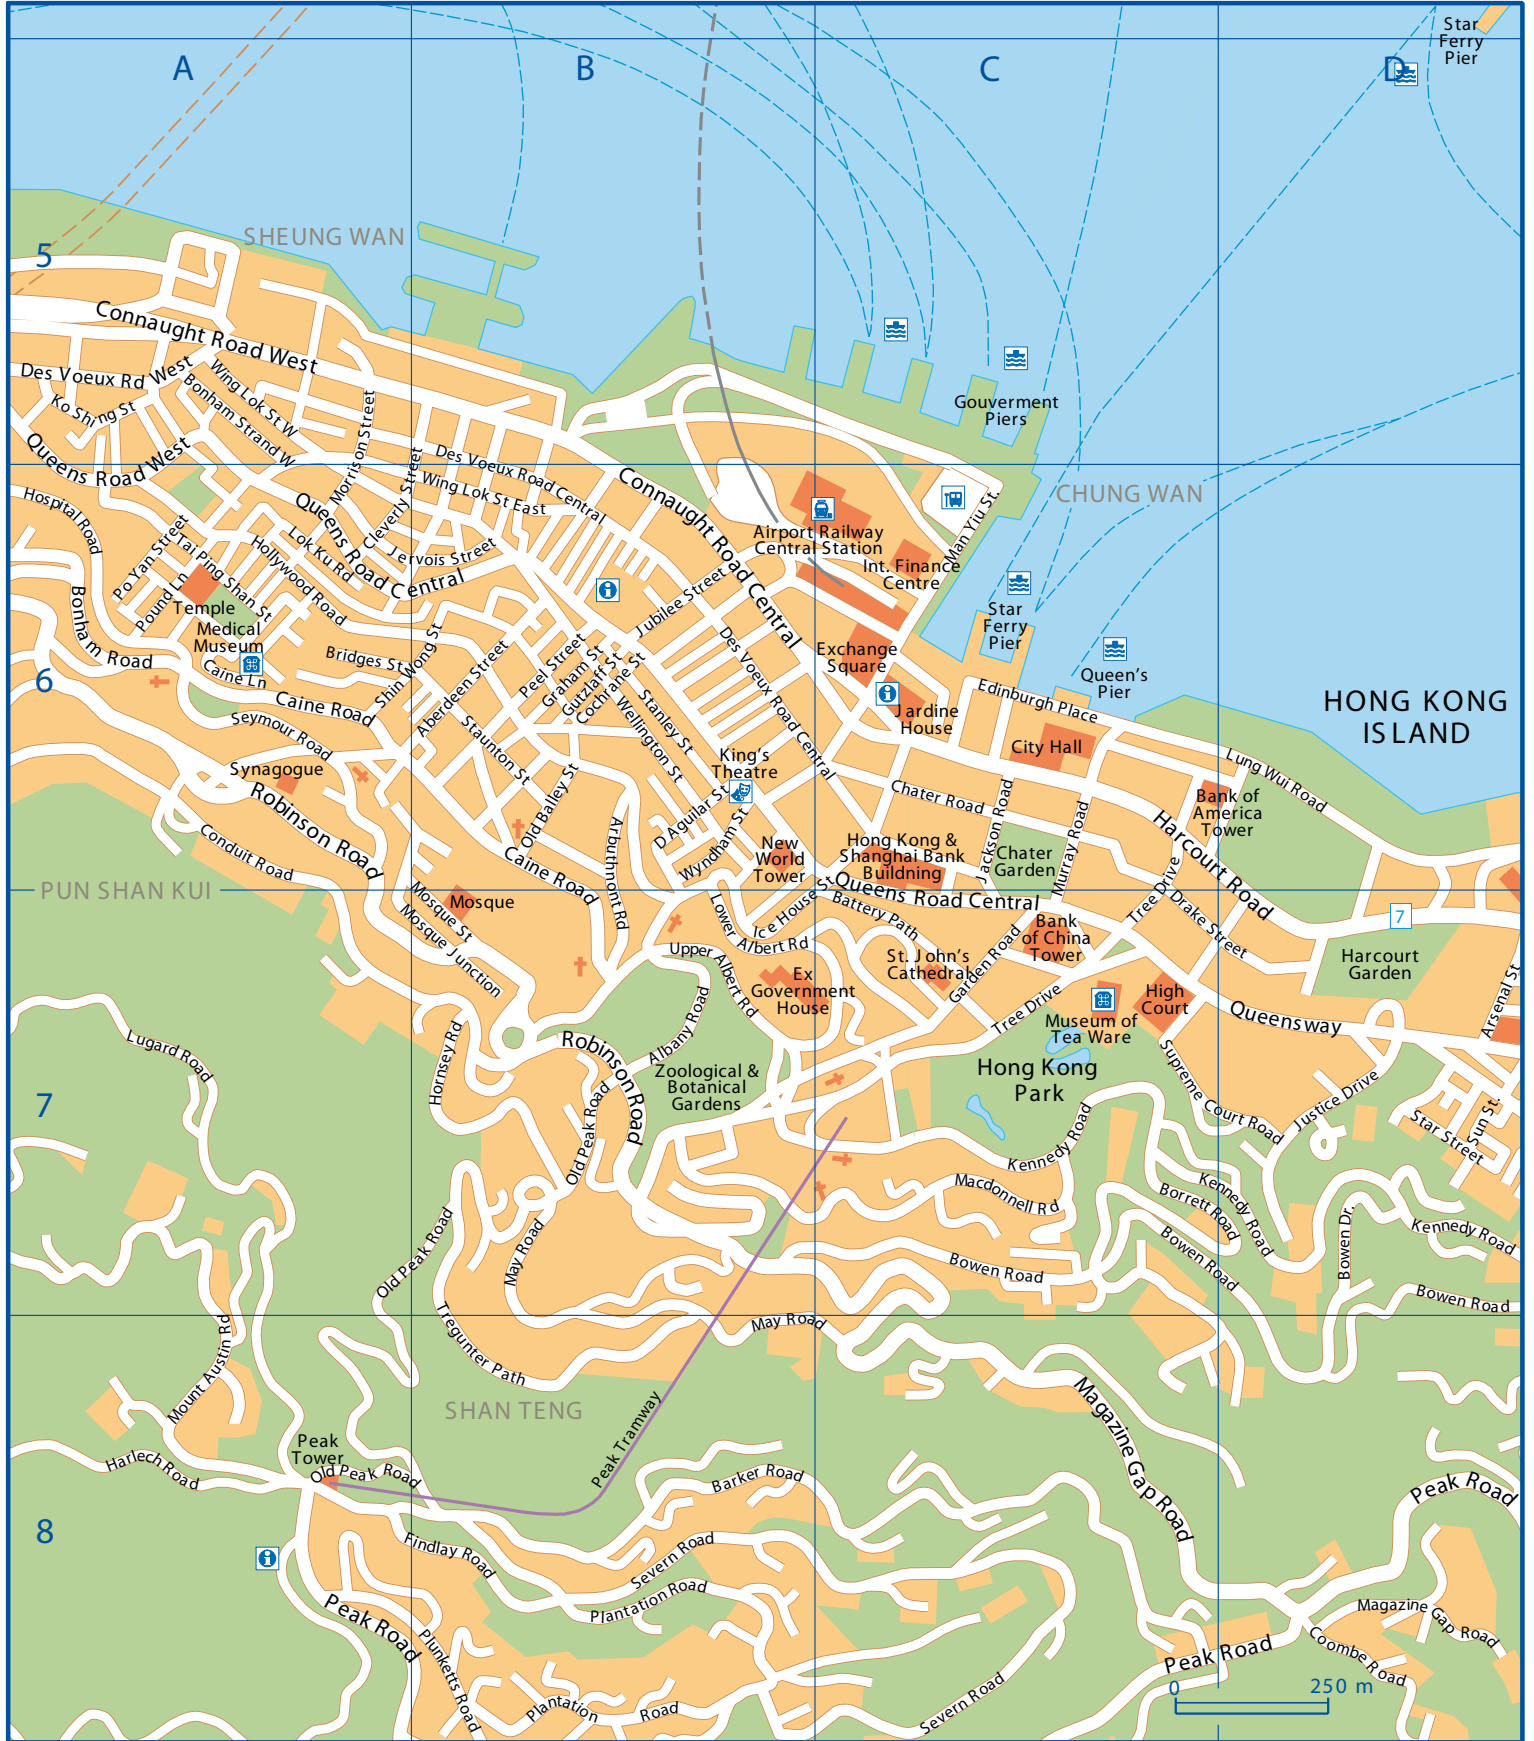 Star
Ferry
Pier
A
B
C
D
5
SHEUNG WAN
Connaught Road West
Des Voeux Rd West
Wing Lok St W
Bonham Strand W
Ko Shing St
Queens Road West
Morrison Street
Cleverly Street
Des Voeux Road Central
Wing Lok St East
Gouverment
Piers
Connaught Road Central
CHUNG WAN
Man Yiu St.
Airport Railway
Central Station
Int. Finance
Centre
Hospital Road
Po Yan Street
Tai Ping Shan St
Pound Ln
Hollywood Road
Lok Ku Rd
Queens Road Central
Jervois Street
Temple
Medical
Museum
Bonham Road
Caine Ln
Bridges St
Shin Wong St
Jubilee Street
Star
Ferry
Pier
Exchange
Square
Queen's
Pier
6
Caine Road
Seymour Road
Aberdeen Street
Peel Street
Graham St
Gutzlaff St
Cochrane St
Wellington St
Stanley St
Des Voeux Road Central
Staunton St
Edinburgh Place
Jardine
House
City Hall
HONG KONG
ISLAND
Lung Wui Road
Synagogue
Robinson Road
Conduit Road
Old Balley St
King's
Theatre
D Aguilar St
Wyndham St
Arbuthnont Rd
Chater Road
Jackson Road
Murray Road
Bank of
America
Tower
Harcourt Road
New
World
Tower
Hong Kong &
Shanghai Bank
Buildning
Chater
Garden
Caine Road
PUN SHAN KUI
Mosque
Mosque St
Mosque Junction
Lower Albert Rd
Ice House St
Queens Road Central
Battery Path
Tree Drive
Drake Street
Bank
of China
Tower
7
Harcourt
Garden
Upper Albert Rd
Ex
Government
House
St. John's
Cathedral
Garden Road
Tree Drive
High
Court
Museum of
Tea Ware
Queensway
Arsenal St
Lugard Road
Hornsey Rd
Robinson Road
Albany Road
Zoological &
Botanical
Gardens
Hong Kong
Park
Supreme Court Road
Justice Drive
Star Street
Sun St.
7
Old Peak Road
Kennedy Road
Macdonnell Rd
Kennedy Road
Borrett Road
Bowen Road
Bowen Dr.
Kennedy Road
Old Peak Road
May Road
Bowen Road
Bowen Road
Tregunter Path
May Road
Mount Austin Rd
SHAN TENG
Peak Tramway
Magazine Gap Road
Peak
Tower
Old Peak Road
Harlech Road
Barker Road
Peak Road
8
Findlay Road
Severn Road
Plantation Road
Peak Road
Plunketts Road
Plantation Road
Severn Road
Peak Road
Magazine Gap Road
Coombe Road
0
250 m